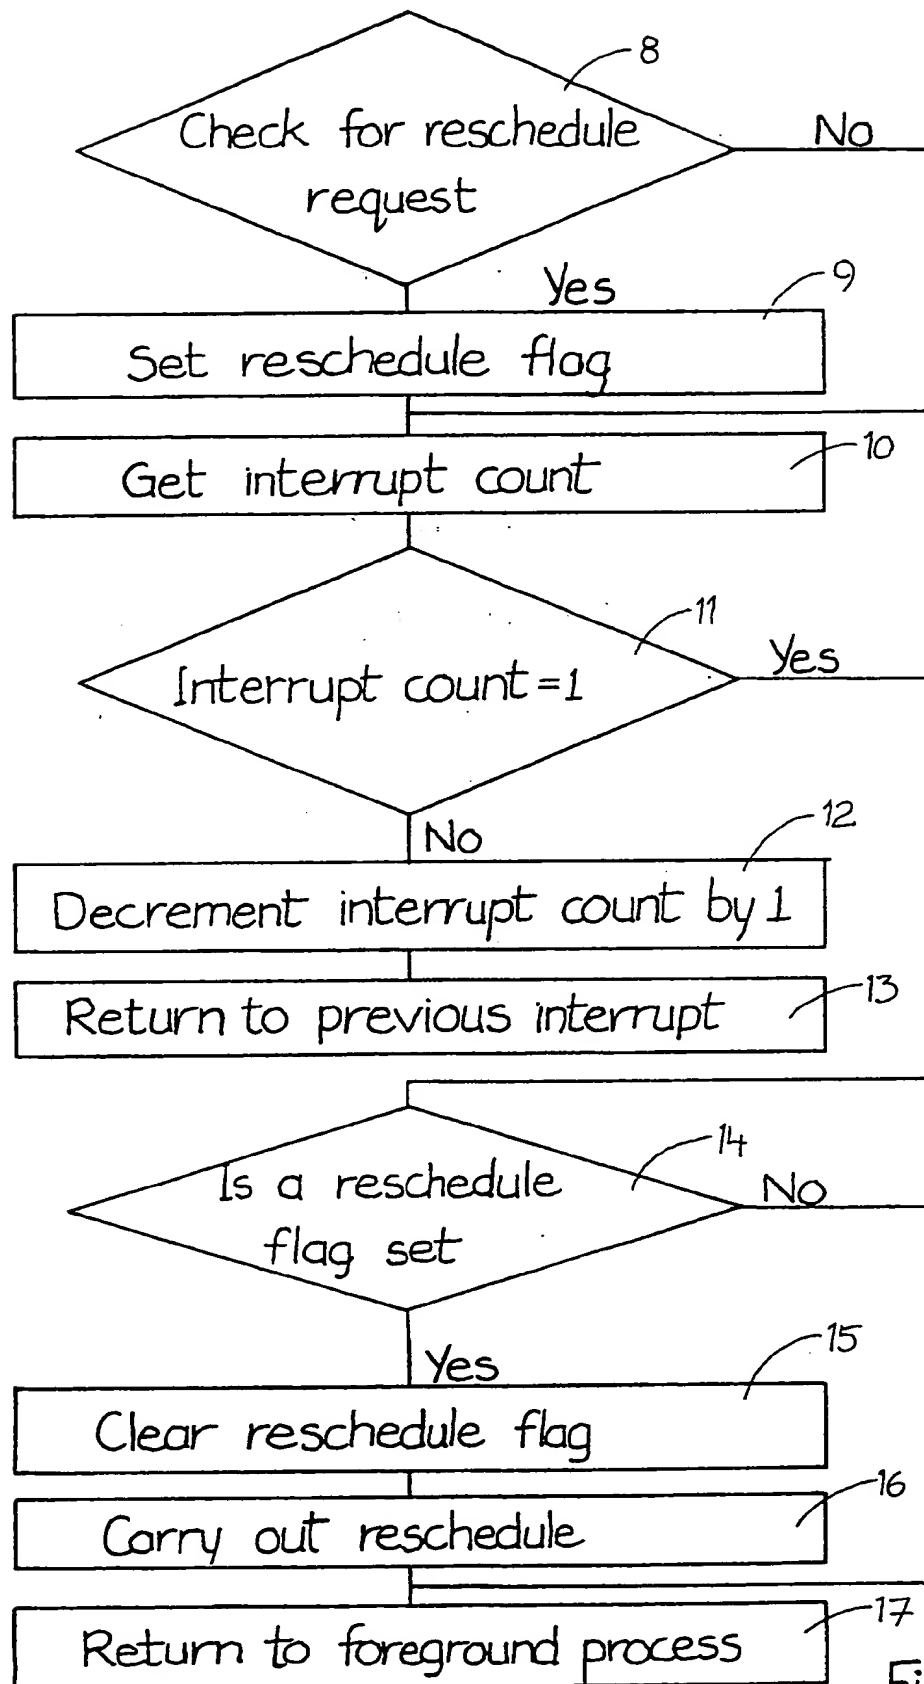 8
Check for reschedule
No
request
Yes
9
Set reschedule flag
10
Get interrupt count
11
Interrupt count=1
Yes
12
No
Decrement interrupt count by 1
13
Return to previous interrupt
14
Is a reschedule
No
flag set
15
Yes
Clear reschedule flag
16
Carry out reschedule
17
Return to foreground process